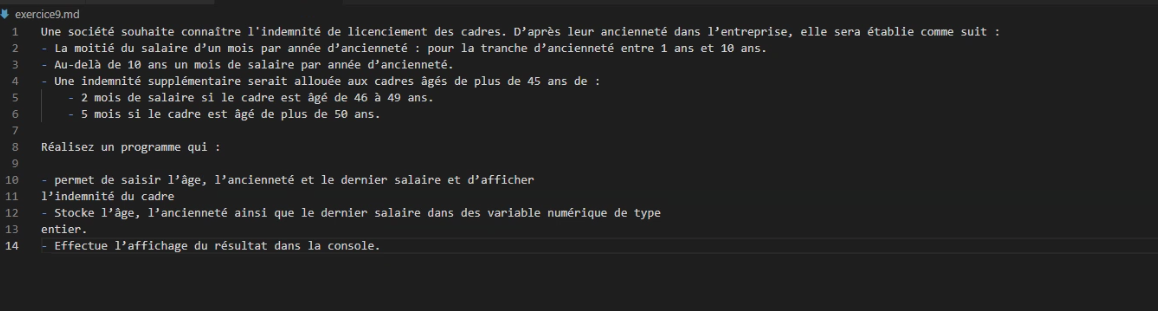 exercice9.md
1 Une société souhaite connaître l'indemnité de licenciement des cadres. D’après leur ancienneté dans l’entreprise, elle sera établie comme suit :
2 - La moitié du salaire d’un mois par année d’ancienneté : pour la tranche d’ancienneté entre 1 ans et 10 ans.
3 - Au-delà de 10 ans un mois de salaire par année d’ancienneté.
4 - Une indemnité supplémentaire serait allouée aux cadres âgés de plus de 45 ans de :
5 - 2 mois de salaire si le cadre est âgé de 46 à 49 ans.
6 - 5 mois si le cadre est âgé de plus de 50 ans.
7
8 Réalisez un programme qui :
9
10 - permet de saisir l’âge, l’ancienneté et le dernier salaire et d’afficher
11 l’indemnité du cadre
12 - Stocke l’âge, l’ancienneté ainsi que le dernier salaire dans des variable numérique de type
13 entier.
14 - Effectue l’affichage du résultat dans la console.